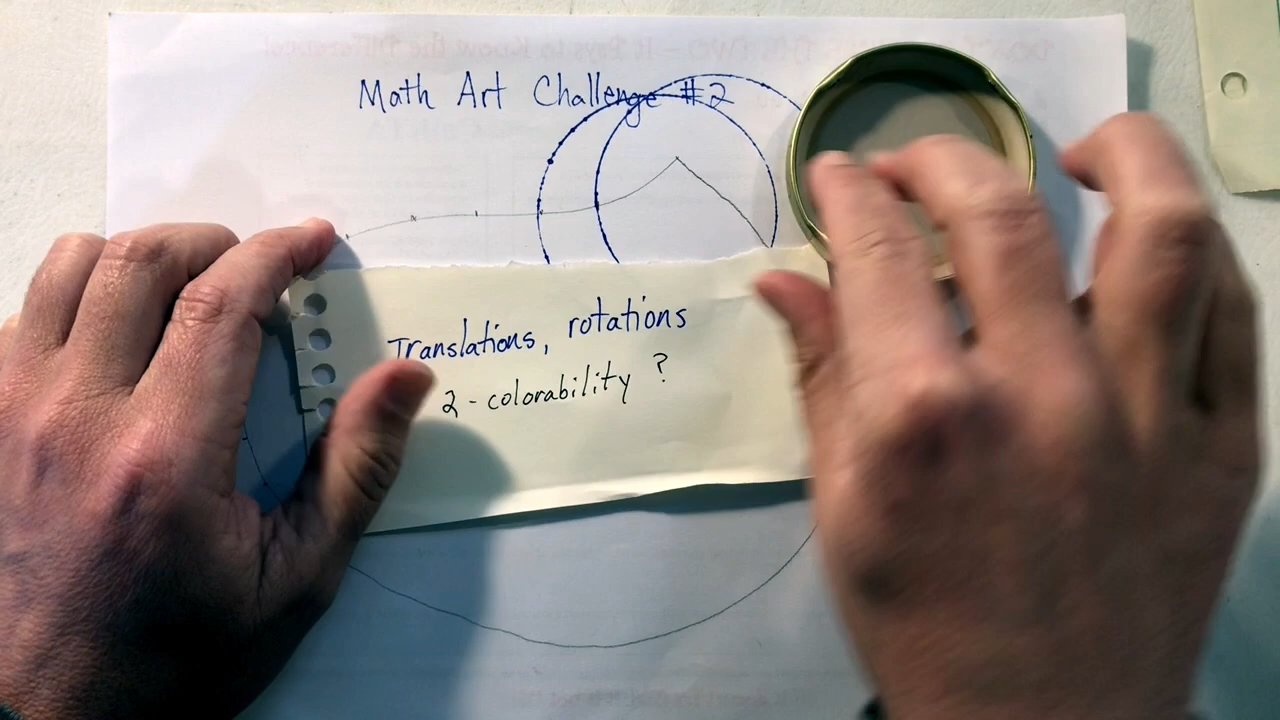 Math Art Challenge #2
Translations, rotations
2-colorability ?